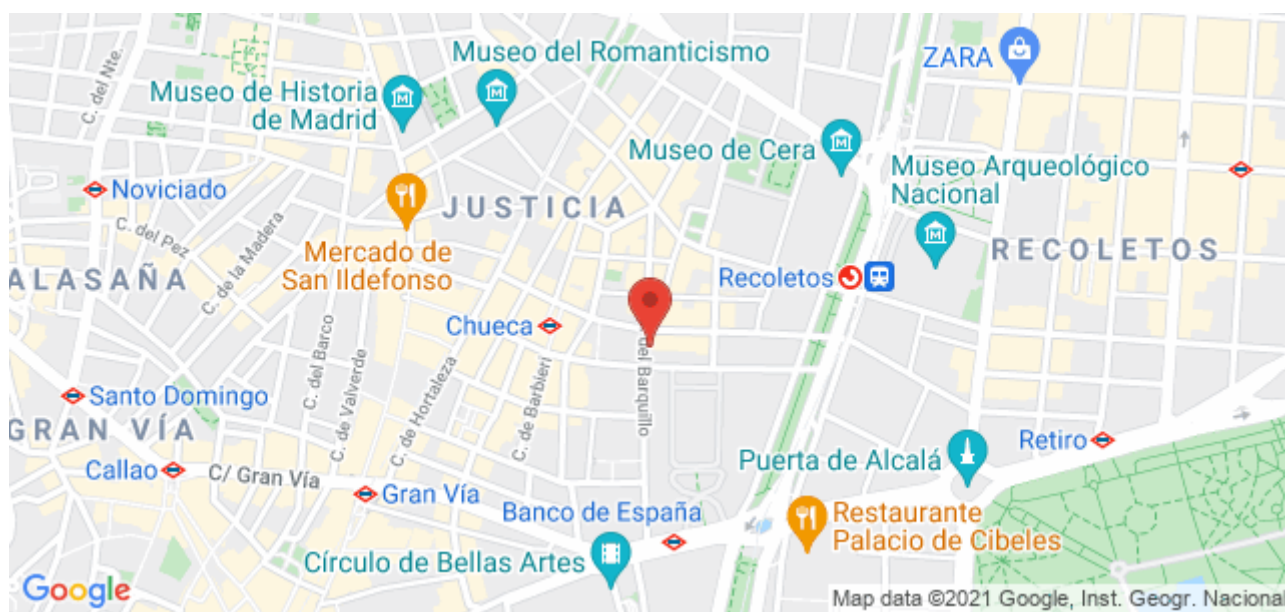 C. del Nte.
Museo del Romanticismo
Museo de Historia
de Madrid
ZARA
Museo de Cera
Museo Arqueológico
Nacional
Noviciado
C. del Pez
C. de la Madera
JUSTICIA
Mercado de
San Ildefonso
RECOLETOS
ALASAÑA
Recoletos
Chueca
del Barquillo
C. del Barco
C. de Valverde
C. de Hortaleza
C. de Barbieri
Santo Domingo
GRAN VÍA
Callao
C/ Gran Vía
Gran Vía
Retiro
Puerta de Alcalá
Banco de España
Restaurante
Palacio de Cibeles
Círculo de Bellas Artes
Google
Map data ©2021 Google, Inst. Geogr. Naciona